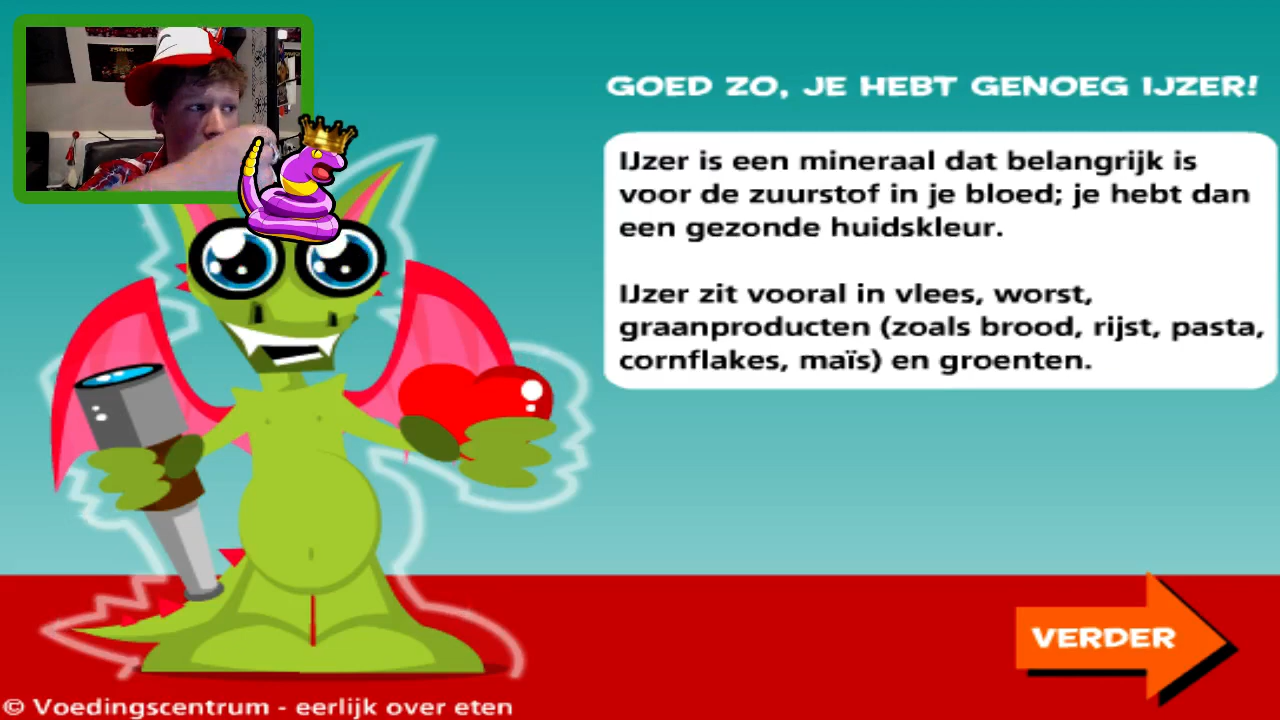 GOED ZO, JE HEBT GENOEG IJZER!
IJzer is een mineraal dat belangrijk is
voor de zuurstof in je bloed; je hebt dan
een gezonde huidskleur.
IJzer zit vooral in vlees, worst,
graanproducten (zoals brood, rijst, pasta,
cornflakes, maïs) en groenten.
VERDER
© Voedingscentrum - eerlijk over eten